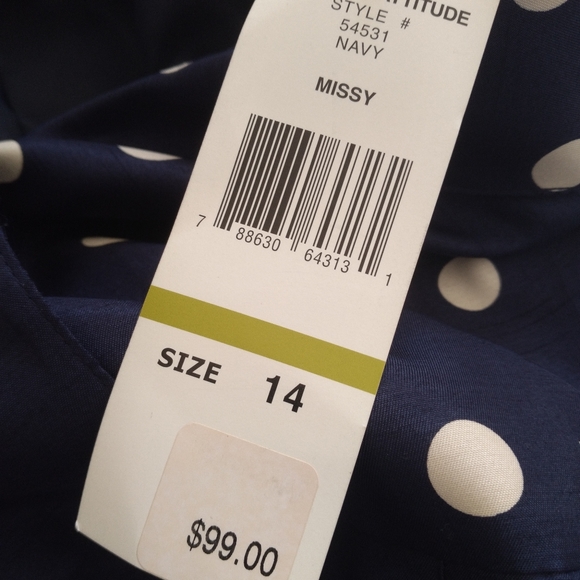 STYLE #
54531
NAVY
MISSY
7 88630 64313 1
SIZE 14
$99.00